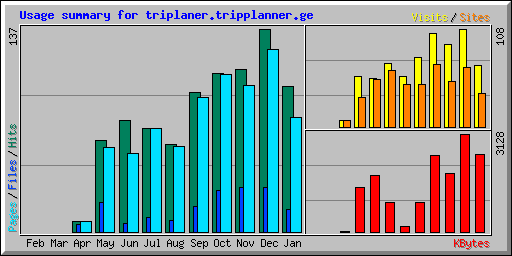 Usage summary for triplaner.tripplanner.ge
Visits / Sites
137
108
3128
Pages / Files / Hits
Feb Mar Apr May Jun Jul Aug Sep Oct Nov Dec Jan
KBytes